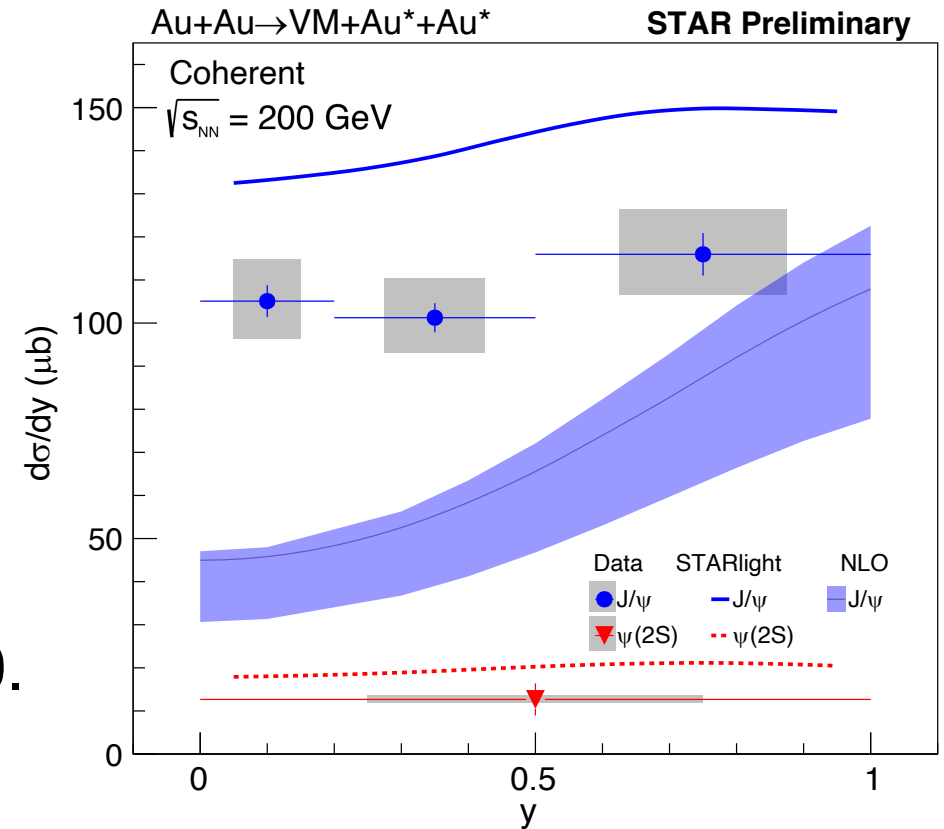 Au+Au→VM+Au*+Au* STAR Preliminary
Coherent
√s_NN = 200 GeV
150
100
50
0
dσ/dy (μb)
Data STARlight NLO
J/ψ J/ψ J/ψ
ψ(2S) ψ(2S)
).
0 0.5 1
y